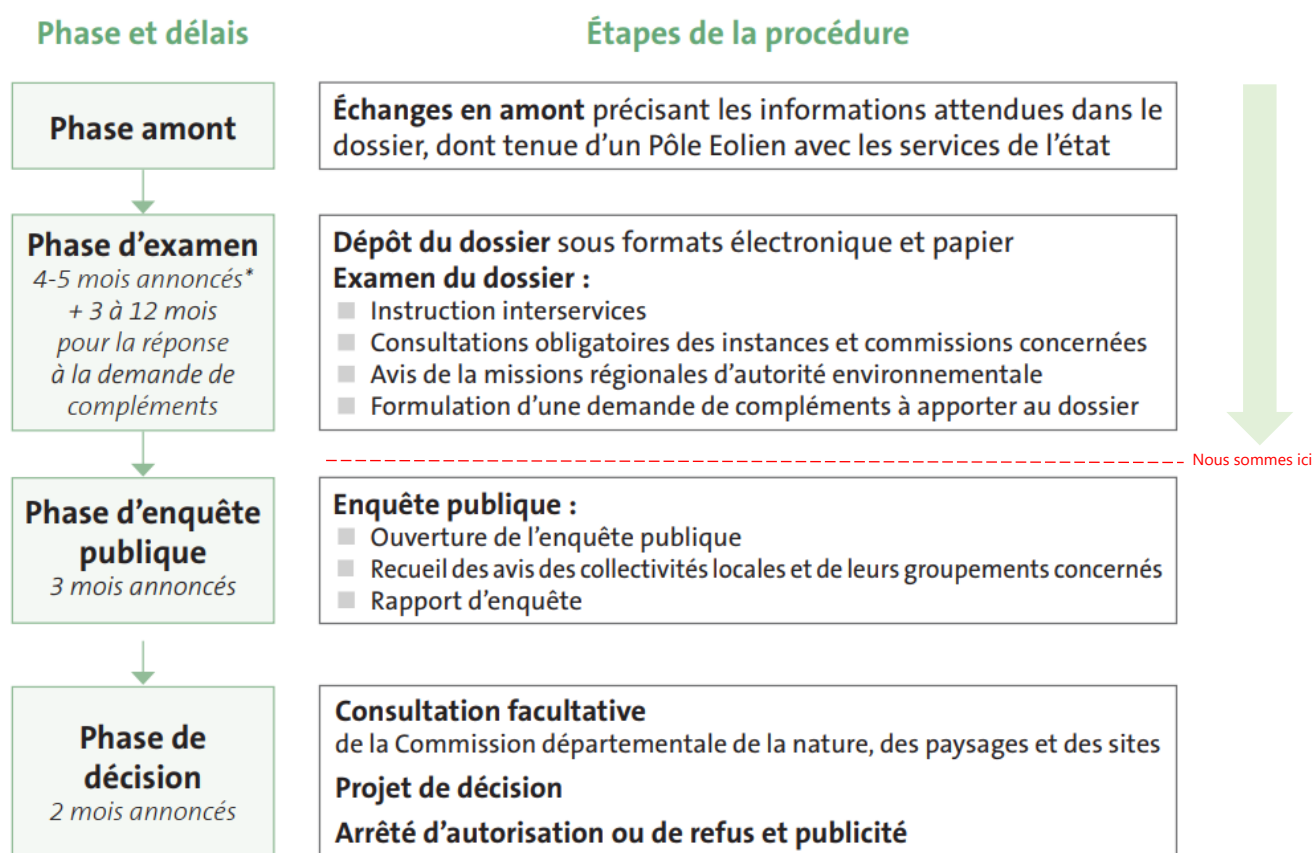 Phase et délais
Étapes de la procédure
Phase amont
Échanges en amont précisant les informations attendues dans le
dossier, dont tenue d’un Pôle Eolien avec les services de l’état
Phase d’examen
4-5 mois annoncés*
+ 3 à 12 mois
pour la réponse
à la demande de
compléments
Dépôt du dossier sous formats électronique et papier
Examen du dossier :
Instruction interservices
Consultations obligatoires des instances et commissions concernées
Avis de la missions régionales d’autorité environnementale
Formulation d’une demande de compléments à apporter au dossier
Nous sommes ici
Phase d’enquête
publique
3 mois annoncés
Enquête publique :
Ouverture de l’enquête publique
Recueil des avis des collectivités locales et de leurs groupements concernés
Rapport d’enquête
Phase de
décision
2 mois annoncés
Consultation facultative
de la Commission départementale de la nature, des paysages et des sites
Projet de décision
Arrêté d’autorisation ou de refus et publicité